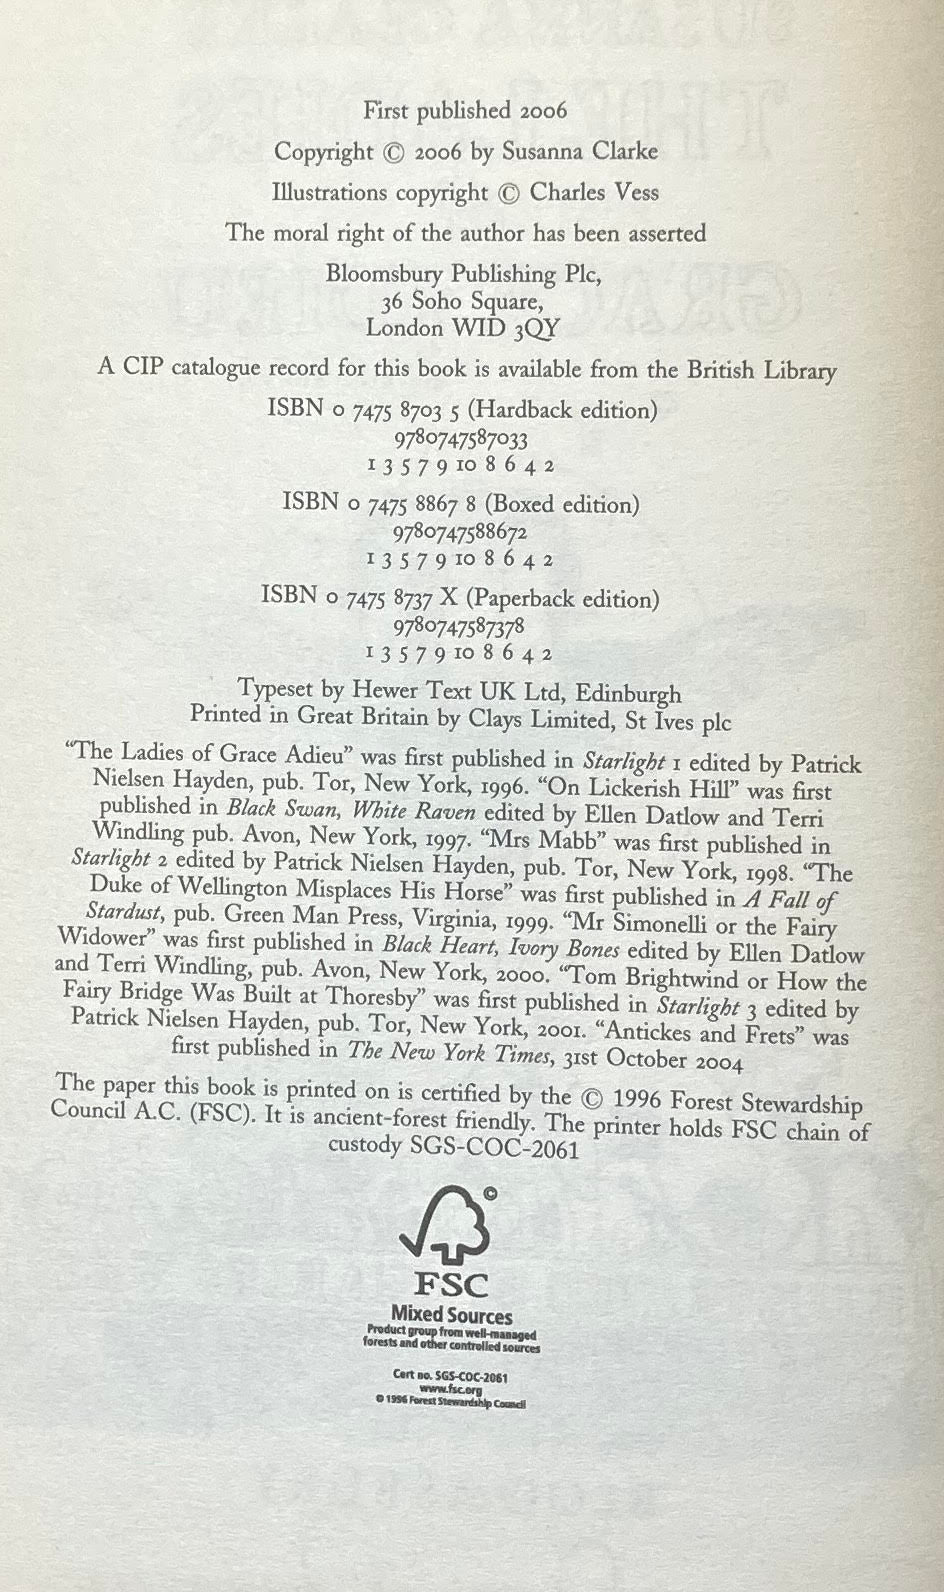 First published 2006
Copyright © 2006 by Susanna Clarke
Illustrations copyright © Charles Vess
The moral right of the author has been asserted
Bloomsbury Publishing Plc,
36 Soho Square,
London WID 3QY
A CIP catalogue record for this book is available from the British Library
ISBN 0 7475 8703 5 (Hardback edition)
9780747587033
1 3 5 7 9 10 8 6 4 2
ISBN 0 7475 8867 8 (Boxed edition)
9780747588672
1 3 5 7 9 10 8 6 4 2
ISBN 0 7475 8737 X (Paperback edition)
9780747587378
1 3 5 7 9 10 8 6 4 2
Typeset by Hewer Text UK Ltd, Edinburgh
Printed in Great Britain by Clays Limited, St Ives plc
“The Ladies of Grace Adieu” was first published in Starlight 1 edited by Patrick
Nielsen Hayden, pub. Tor, New York, 1996. “On Lickerish Hill” was first
published in Black Swan, White Raven edited by Ellen Datlow and Terri
Windling pub. Avon, New York, 1997. “Mrs Mabb” was first published in
Starlight 2 edited by Patrick Nielsen Hayden, pub. Tor, New York, 1998. “The
Duke of Wellington Misplaces His Horse” was first published in A Fall of
Stardust, pub. Green Man Press, Virginia, 1999. “Mr Simonelli or the Fairy
Widower” was first published in Black Heart, Ivory Bones edited by Ellen Datlow
and Terri Windling, pub. Avon, New York, 2000. “Tom Brightwind or How the
Fairy Bridge Was Built at Thoresby” was first published in Starlight 3 edited by
Patrick Nielsen Hayden, pub. Tor, New York, 2001. “Antickes and Frets” was
first published in The New York Times, 31st October 2004
The paper this book is printed on is certified by the © 1996 Forest Stewardship
Council A.C. (FSC). It is ancient-forest friendly. The printer holds FSC chain of
custody SGS-COC-2061
©
FSC
Mixed Sources
Product group from well-managed
forests and other controlled sources
Cert no. SGS-COC-2061
www.fsc.org
© 1996 Forest Stewardship Council